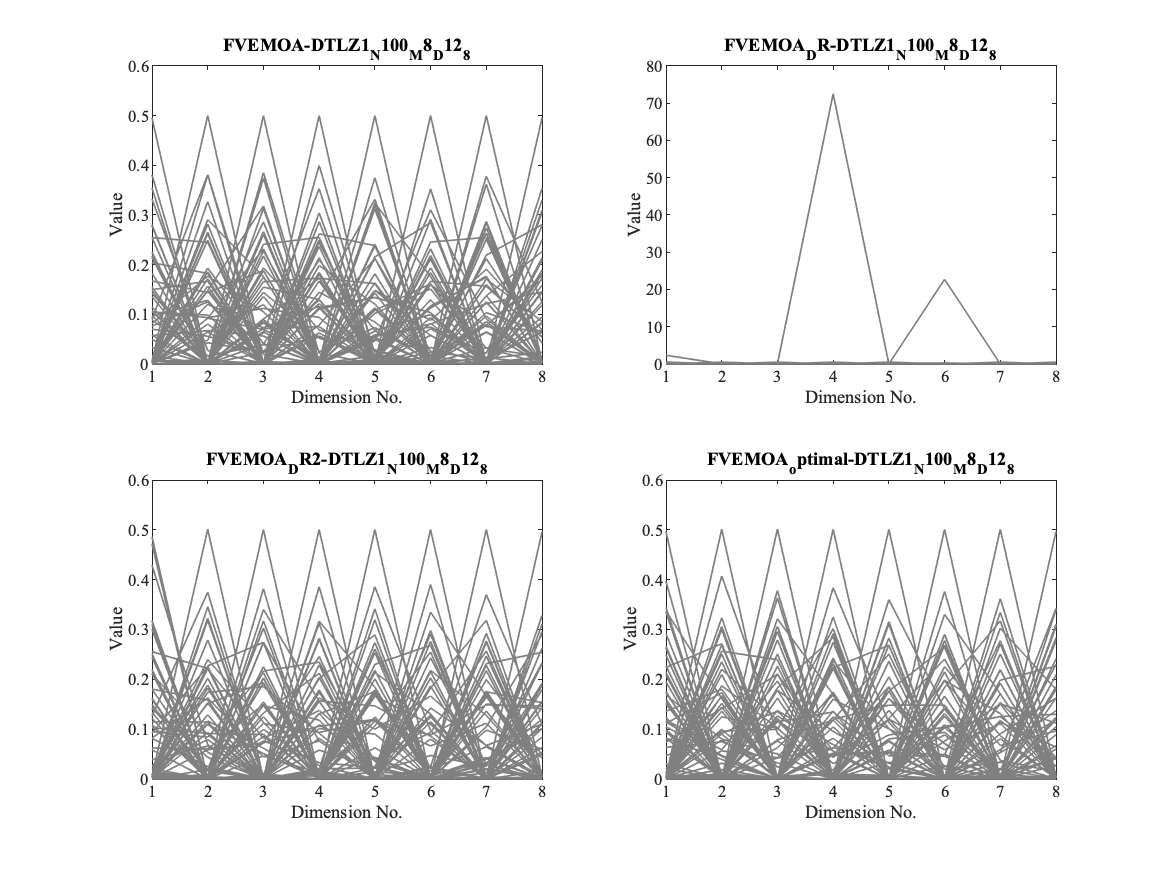 FVEMOA-DTLZ1N100M8D128
0.6
0.5
0.4
0.3
0.2
0.1
0
Value
1 2 3 4 5 6 7 8
Dimension No.
FVEMOADR-DTLZ1N100M8D128
80
70
60
50
40
30
20
10
0
Value
1 2 3 4 5 6 7 8
Dimension No.
FVEMOADR2-DTLZ1N100M8D128
0.6
0.5
0.4
0.3
0.2
0.1
0
Value
1 2 3 4 5 6 7 8
Dimension No.
FVEMOAoptimal-DTLZ1N100M8D128
0.6
0.5
0.4
0.3
0.2
0.1
0
Value
1 2 3 4 5 6 7 8
Dimension No.